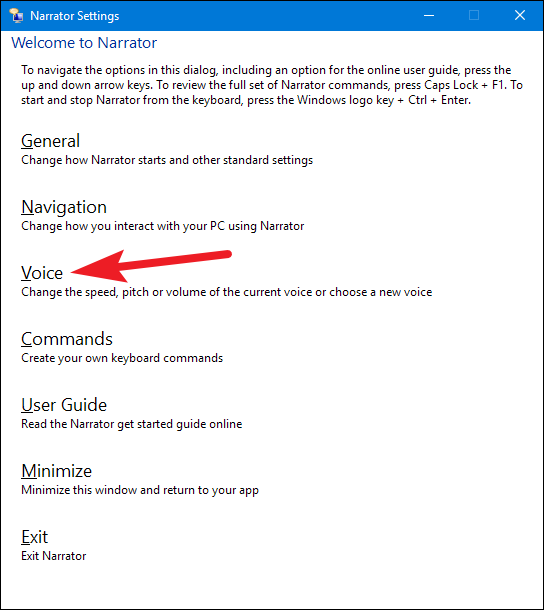 Narrator Settings
Welcome to Narrator
To navigate the options in this dialog, including an option for the online user guide, press the
up and down arrow keys. To review the full set of Narrator commands, press Caps Lock + F1. To
start and stop Narrator from the keyboard, press the Windows logo key + Ctrl + Enter.
General
Change how Narrator starts and other standard settings
Navigation
Change how you interact with your PC using Narrator
Voice
Change the speed, pitch or volume of the current voice or choose a new voice
Commands
Create your own keyboard commands
User Guide
Read the Narrator get started guide online
Minimize
Minimize this window and return to your app
Exit
Exit Narrator